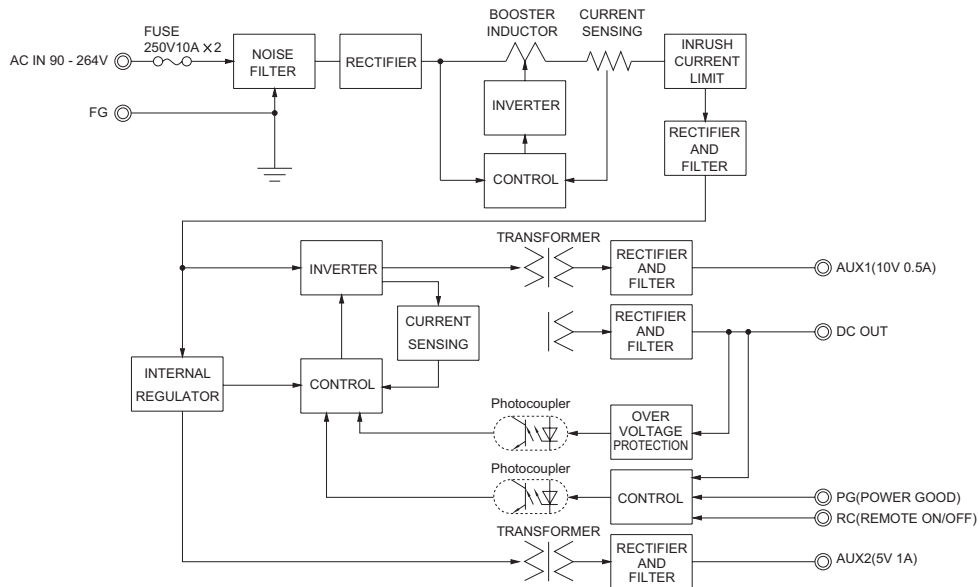 BOOSTER
INDUCTOR
CURRENT
SENSING
FUSE
250V10A ×2
AC IN 90 - 264V
NOISE
FILTER
RECTIFIER
INRUSH
CURRENT
LIMIT
INVERTER
FG
RECTIFIER
AND
FILTER
CONTROL
TRANSFORMER
INVERTER
RECTIFIER
AND
FILTER
AUX1(10V 0.5A)
CURRENT
SENSING
RECTIFIER
AND
FILTER
DC OUT
INTERNAL
REGULATOR
CONTROL
Photocoupler
OVER
VOLTAGE
PROTECTION
Photocoupler
CONTROL
PG(POWER GOOD)
RC(REMOTE ON/OFF)
TRANSFORMER
RECTIFIER
AND
FILTER
AUX2(5V 1A)